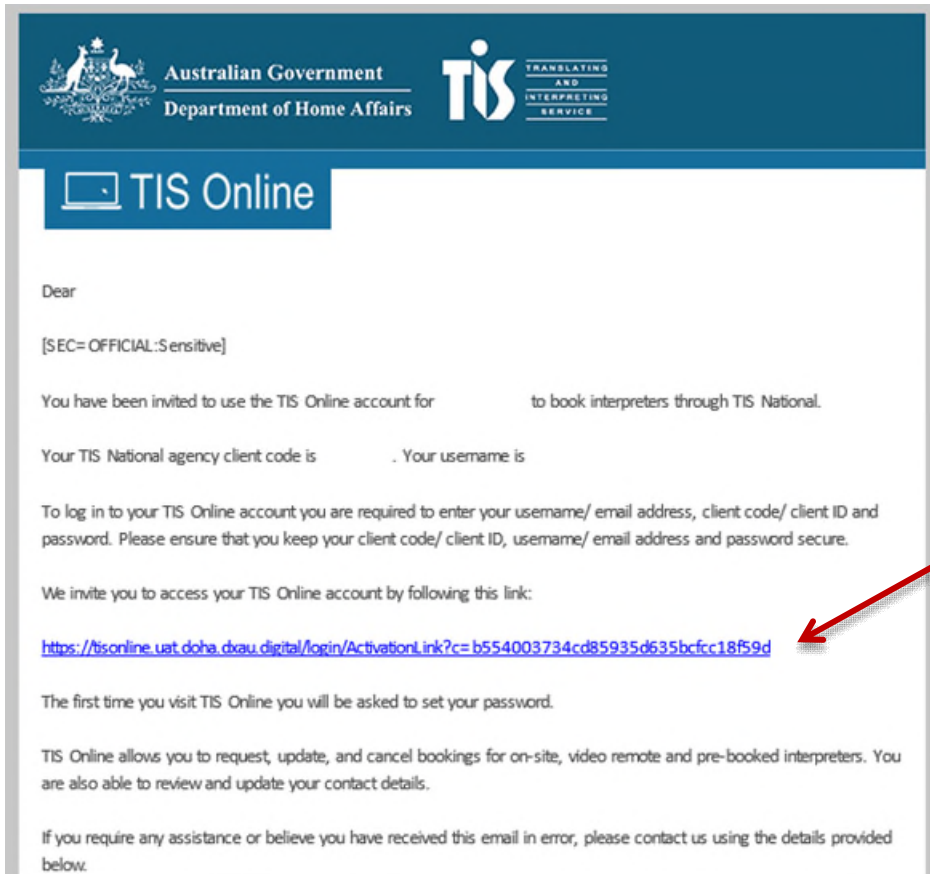 Australian Government
Department of Home Affairs
TIS
TRANSLATING
AND
INTERPRETING
SERVICE
TIS Online
Dear
[SEC=OFFICIAL:Sensitive]
You have been invited to use the TIS Online account for to book interpreters through TIS National.
Your TIS National agency client code is . Your username is
To log in to your TIS Online account you are required to enter your username/ email address, client code/ client ID and
password. Please ensure that you keep your client code/ client ID, username/ email address and password secure.
We invite you to access your TIS Online account by following this link:
https://tisonline.uat.doha.dxau.digital/login/ActivationLink?c=b554003734cd85935d635bcfcc18f59d
The first time you visit TIS Online you will be asked to set your password.
TIS Online allows you to request, update, and cancel bookings for on-site, video remote and pre-booked interpreters. You
are also able to review and update your contact details.
If you require any assistance or believe you have received this email in error, please contact us using the details provided
below.